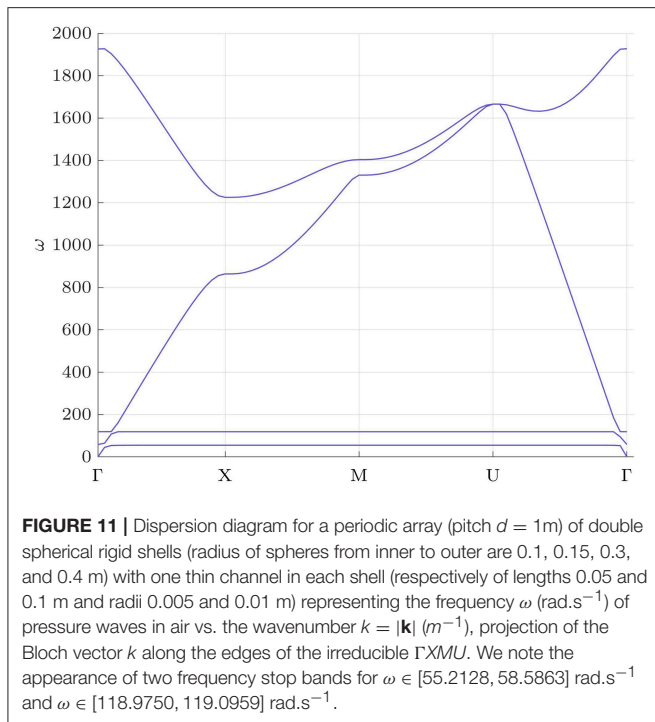 2000
1800
1600
1400
1200
1000
800
600
400
200
0
ω
Γ X M U Γ
FIGURE 11 | Dispersion diagram for a periodic array (pitch d = 1m) of double
spherical rigid shells (radius of spheres from inner to outer are 0.1, 0.15, 0.3,
and 0.4 m) with one thin channel in each shell (respectively of lengths 0.05 and
0.1 m and radii 0.005 and 0.01 m) representing the frequency ω (rad.s⁻¹) of
pressure waves in air vs. the wavenumber k = |𝐤| (m⁻¹), projection of the
Bloch vector k along the edges of the irreducible ΓXMU. We note the
appearance of two frequency stop bands for ω ∈ [55.2128, 58.5863] rad.s⁻¹
and ω ∈ [118.9750, 119.0959] rad.s⁻¹.